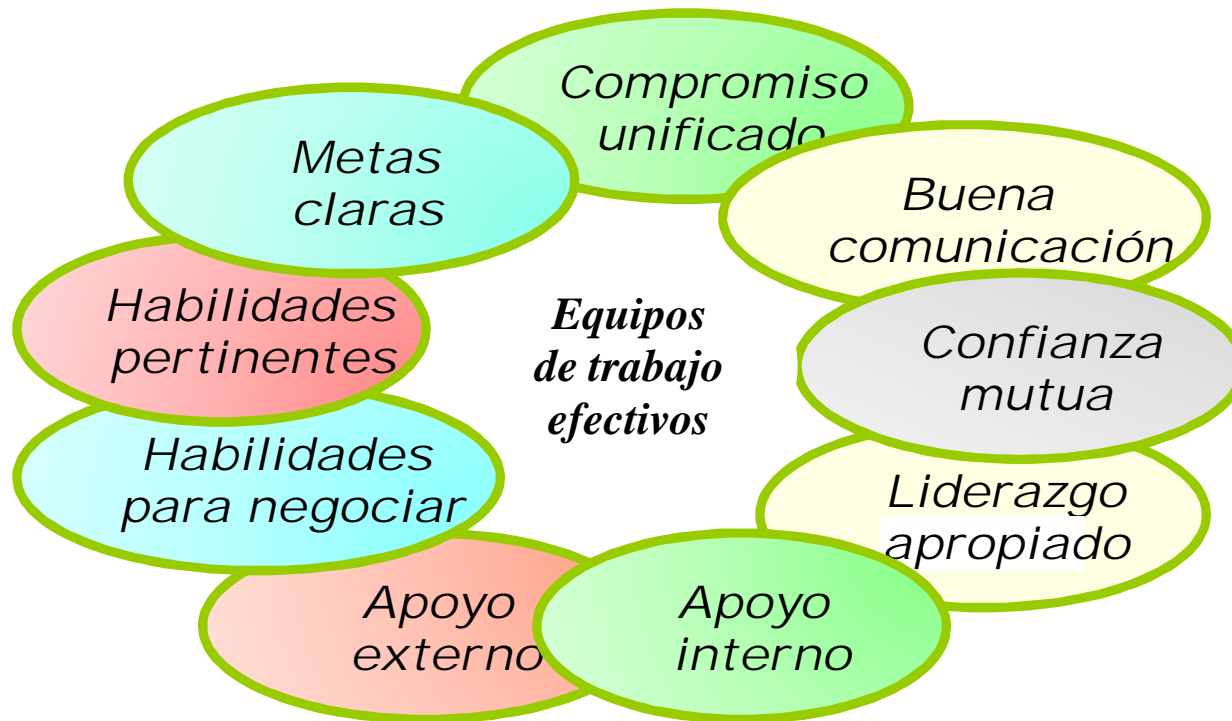 Compromiso
unificado
Metas
claras
Buena
comunicación
Habilidades
pertinentes
Equipos
de trabajo
efectivos
Confianza
mutua
Habilidades
para negociar
Liderazgo
apropiado
Apoyo
externo
Apoyo
interno